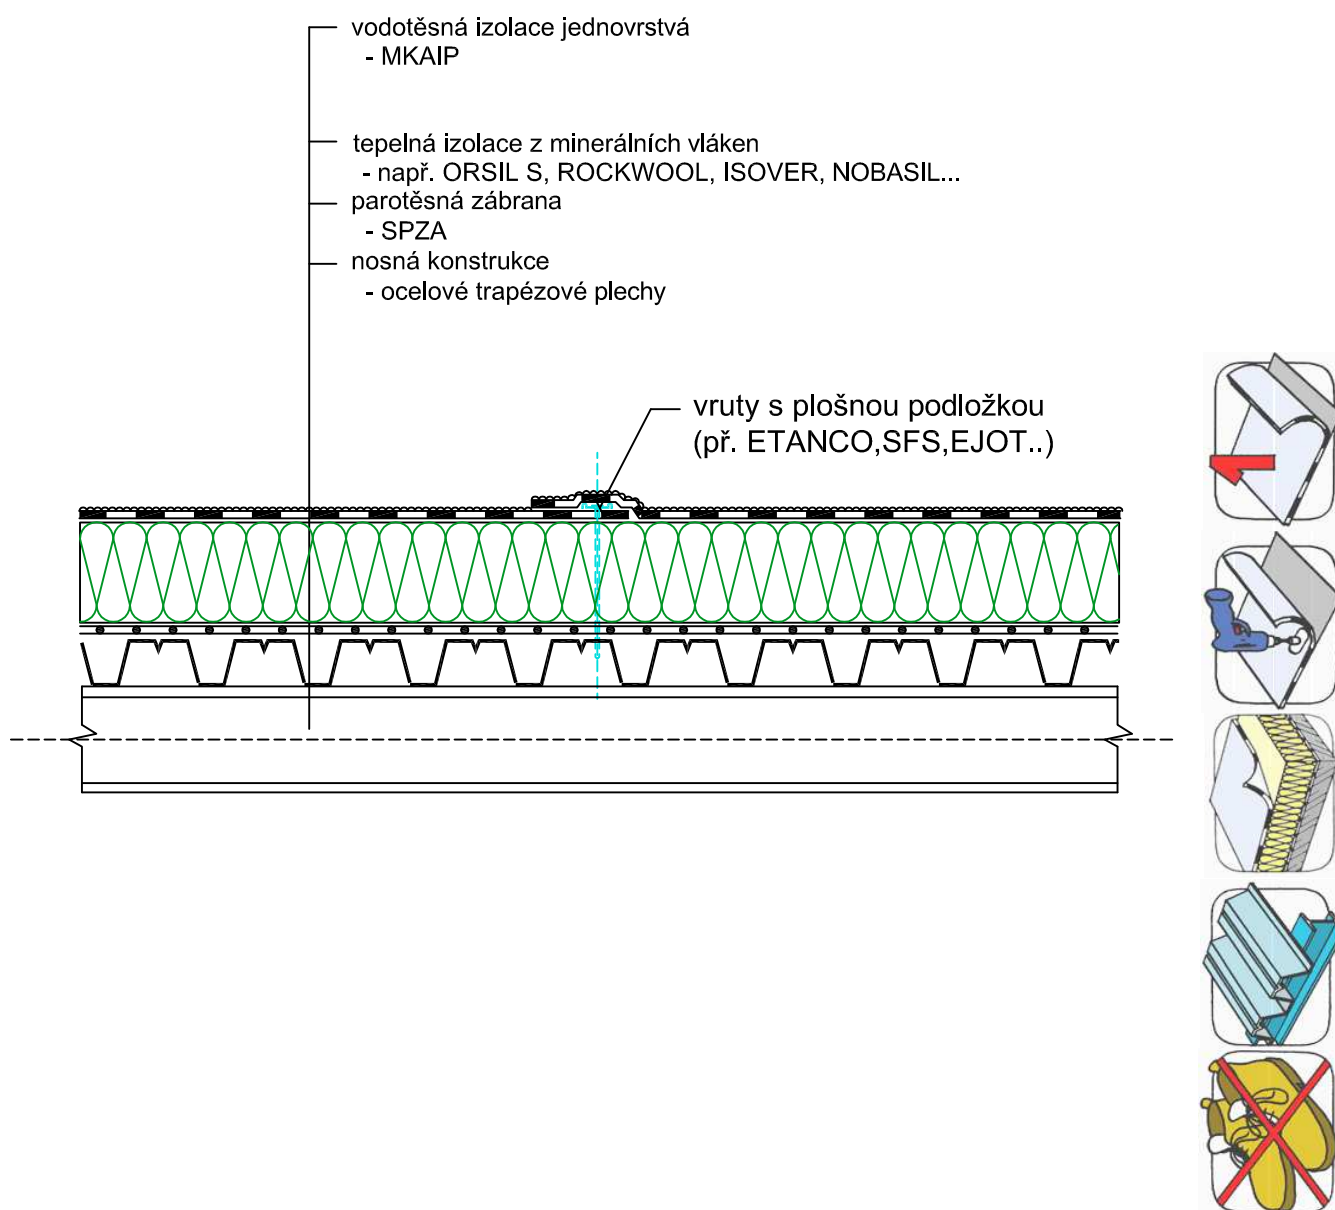 vodotěsná izolace jednovrstvá
- MKAIP
tepelná izolace z minerálních vláken
- např. ORSIL S, ROCKWOOL, ISOVER, NOBASIL...
parotěsná zábrana
- SPZA
nosná konstrukce
- ocelové trapézové plechy
vruty s plošnou podložkou
(př. ETANCO,SFS,EJOT..)
1